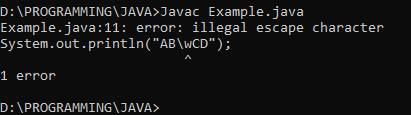 D:\PROGRAMMING\JAVA>Javac Example.java
Example.java:11: error: illegal escape character
System.out.println("AB\wCD");
^
1 error
D:\PROGRAMMING\JAVA>